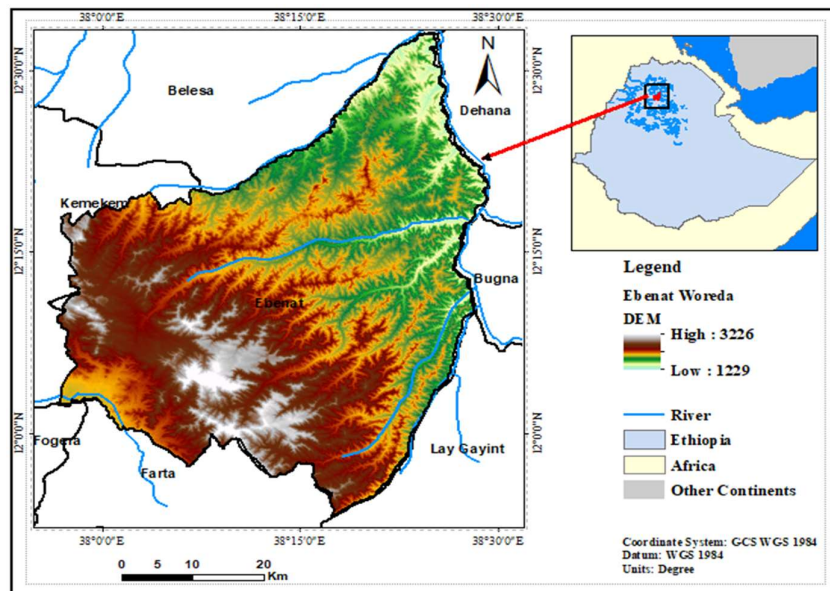 38°0'0"E
38°15'0"E
38°30'0"E
N
12°30'0"N
12°30'0"N
Belesa
Dehana
Kemekem
12°15'0"N
12°15'0"N
Bugna
Ebenat
12°0'0"N
12°0'0"N
Fogera
Lay Gayint
Farta
38°0'0"E
38°15'0"E
38°30'0"E
0 5 10 20
Km
Legend
Ebenat Woreda
DEM
High : 3226
Low : 1229
River
Ethiopia
Africa
Other Continents
Coordinate System: GCS WGS 1984
Datum: WGS 1984
Units: Degree